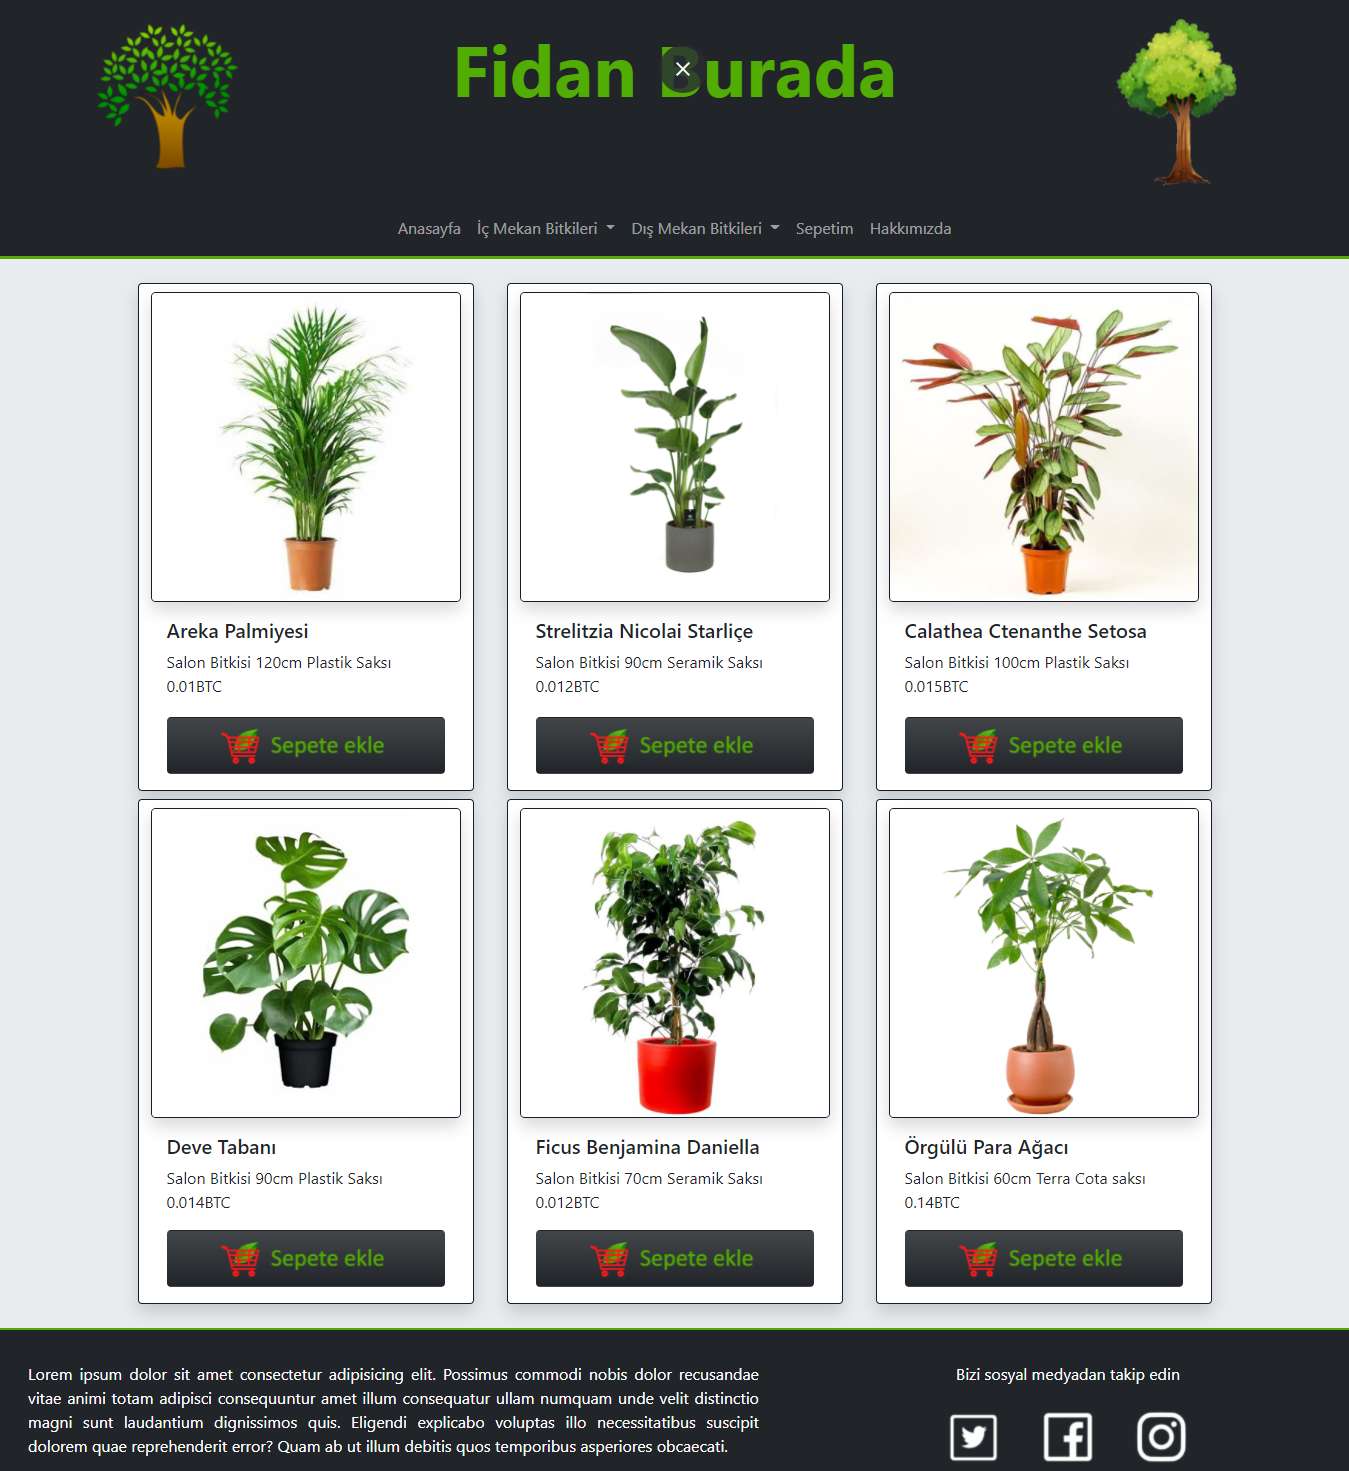 Fidan Burada
Anasayfa İç Mekan Bitkileri Dış Mekan Bitkileri Sepetim Hakkımızda
Areka Palmiyesi
Salon Bitkisi 120cm Plastik Saksı
0.01BTC
Sepete ekle
Strelitzia Nicolai Starliçe
Salon Bitkisi 90cm Seramik Saksı
0.012BTC
Sepete ekle
Calathea Ctenanthe Setosa
Salon Bitkisi 100cm Plastik Saksı
0.015BTC
Sepete ekle
Deve Tabanı
Salon Bitkisi 90cm Plastik Saksı
0.014BTC
Sepete ekle
Ficus Benjamina Daniella
Salon Bitkisi 70cm Seramik Saksı
0.012BTC
Sepete ekle
Örgülü Para Ağacı
Salon Bitkisi 60cm Terra Cota saksı
0.14BTC
Sepete ekle
Lorem ipsum dolor sit amet consectetur adipisicing elit. Possimus commodi nobis dolor recusandae
vitae animi totam adipisci consequuntur amet illum consequatur ullam numquam unde velit distinctio
magni sunt laudantium dignissimos quis. Eligendi explicabo voluptas illo necessitatibus suscipit
dolorem quae reprehenderit error? Quam ab ut illum debitis quos temporibus asperiores obcaecati.
Bizi sosyal medyadan takip edin